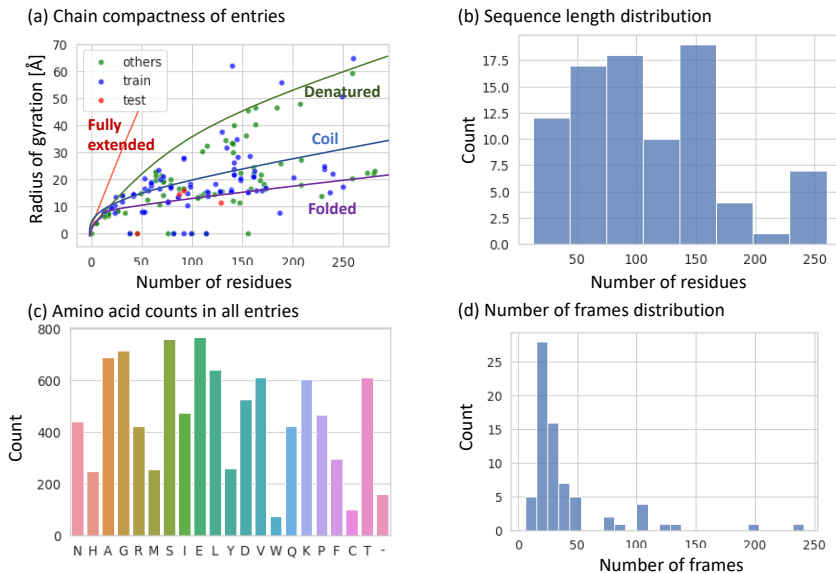 (a) Chain compactness of entries
70
60
50
40
30
20
10
0
Radius of gyration [Å]
others
train
test
Fully
extended
Denatured
Coil
Folded
0 50 100 150 200 250
Number of residues
(b) Sequence length distribution
17.5
15.0
12.5
10.0
7.5
5.0
2.5
0.0
Count
50 100 150 200 250
Number of residues
(c) Amino acid counts in all entries
800
600
400
200
0
Count
N H A G R M S I E L Y D V W Q K P F C T -
(d) Number of frames distribution
25
20
15
10
5
0
Count
0 50 100 150 200 250
Number of frames